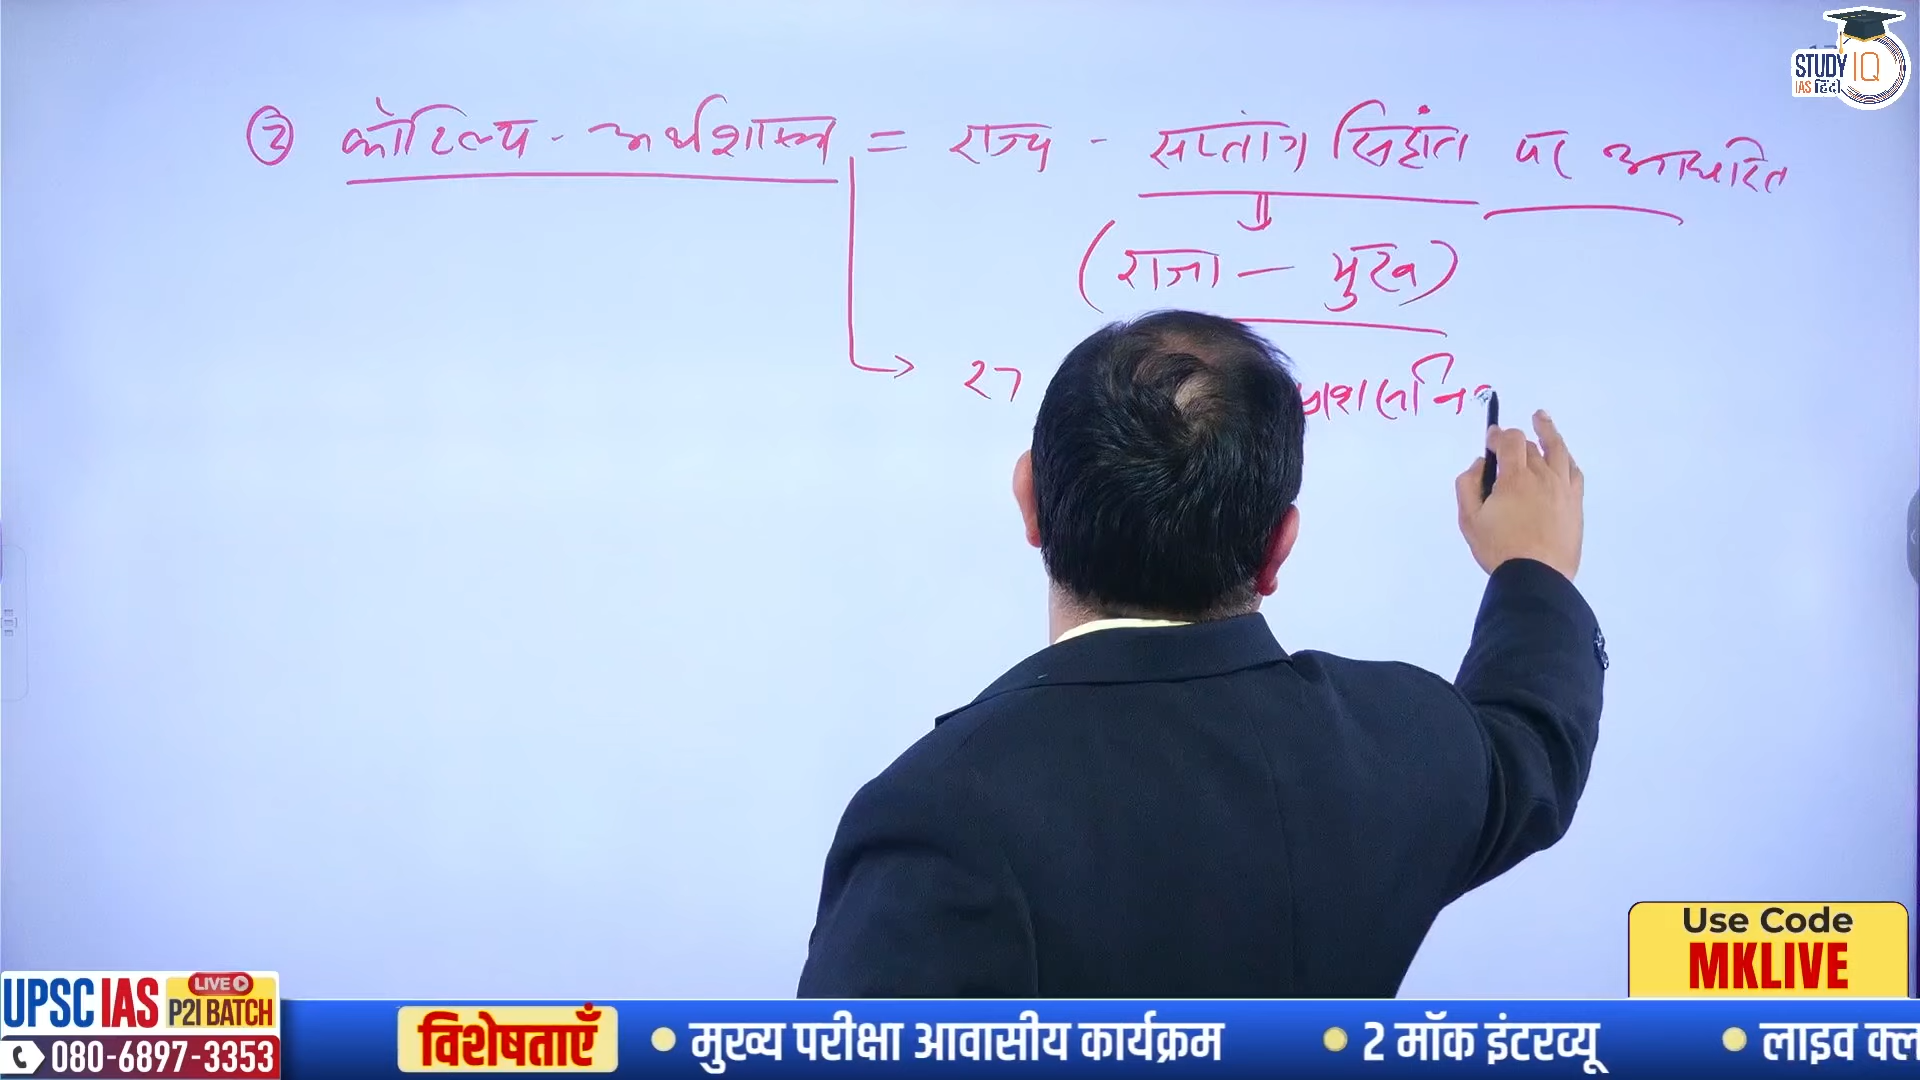 STUDY IQ
IAS हिंदी
② कौटिल्य - अर्थशास्त्र = राज्य - सप्तांग सिद्धांत पर आधारित
(राजा - मुख्य)
27
Use Code
MKLIVE
UPSC IAS LIVE P2I BATCH
080-6897-3353
विशेषताएँ • मुख्य परीक्षा आवासीय कार्यक्रम • 2 मॉक इंटरव्यू • लाइव क्ल